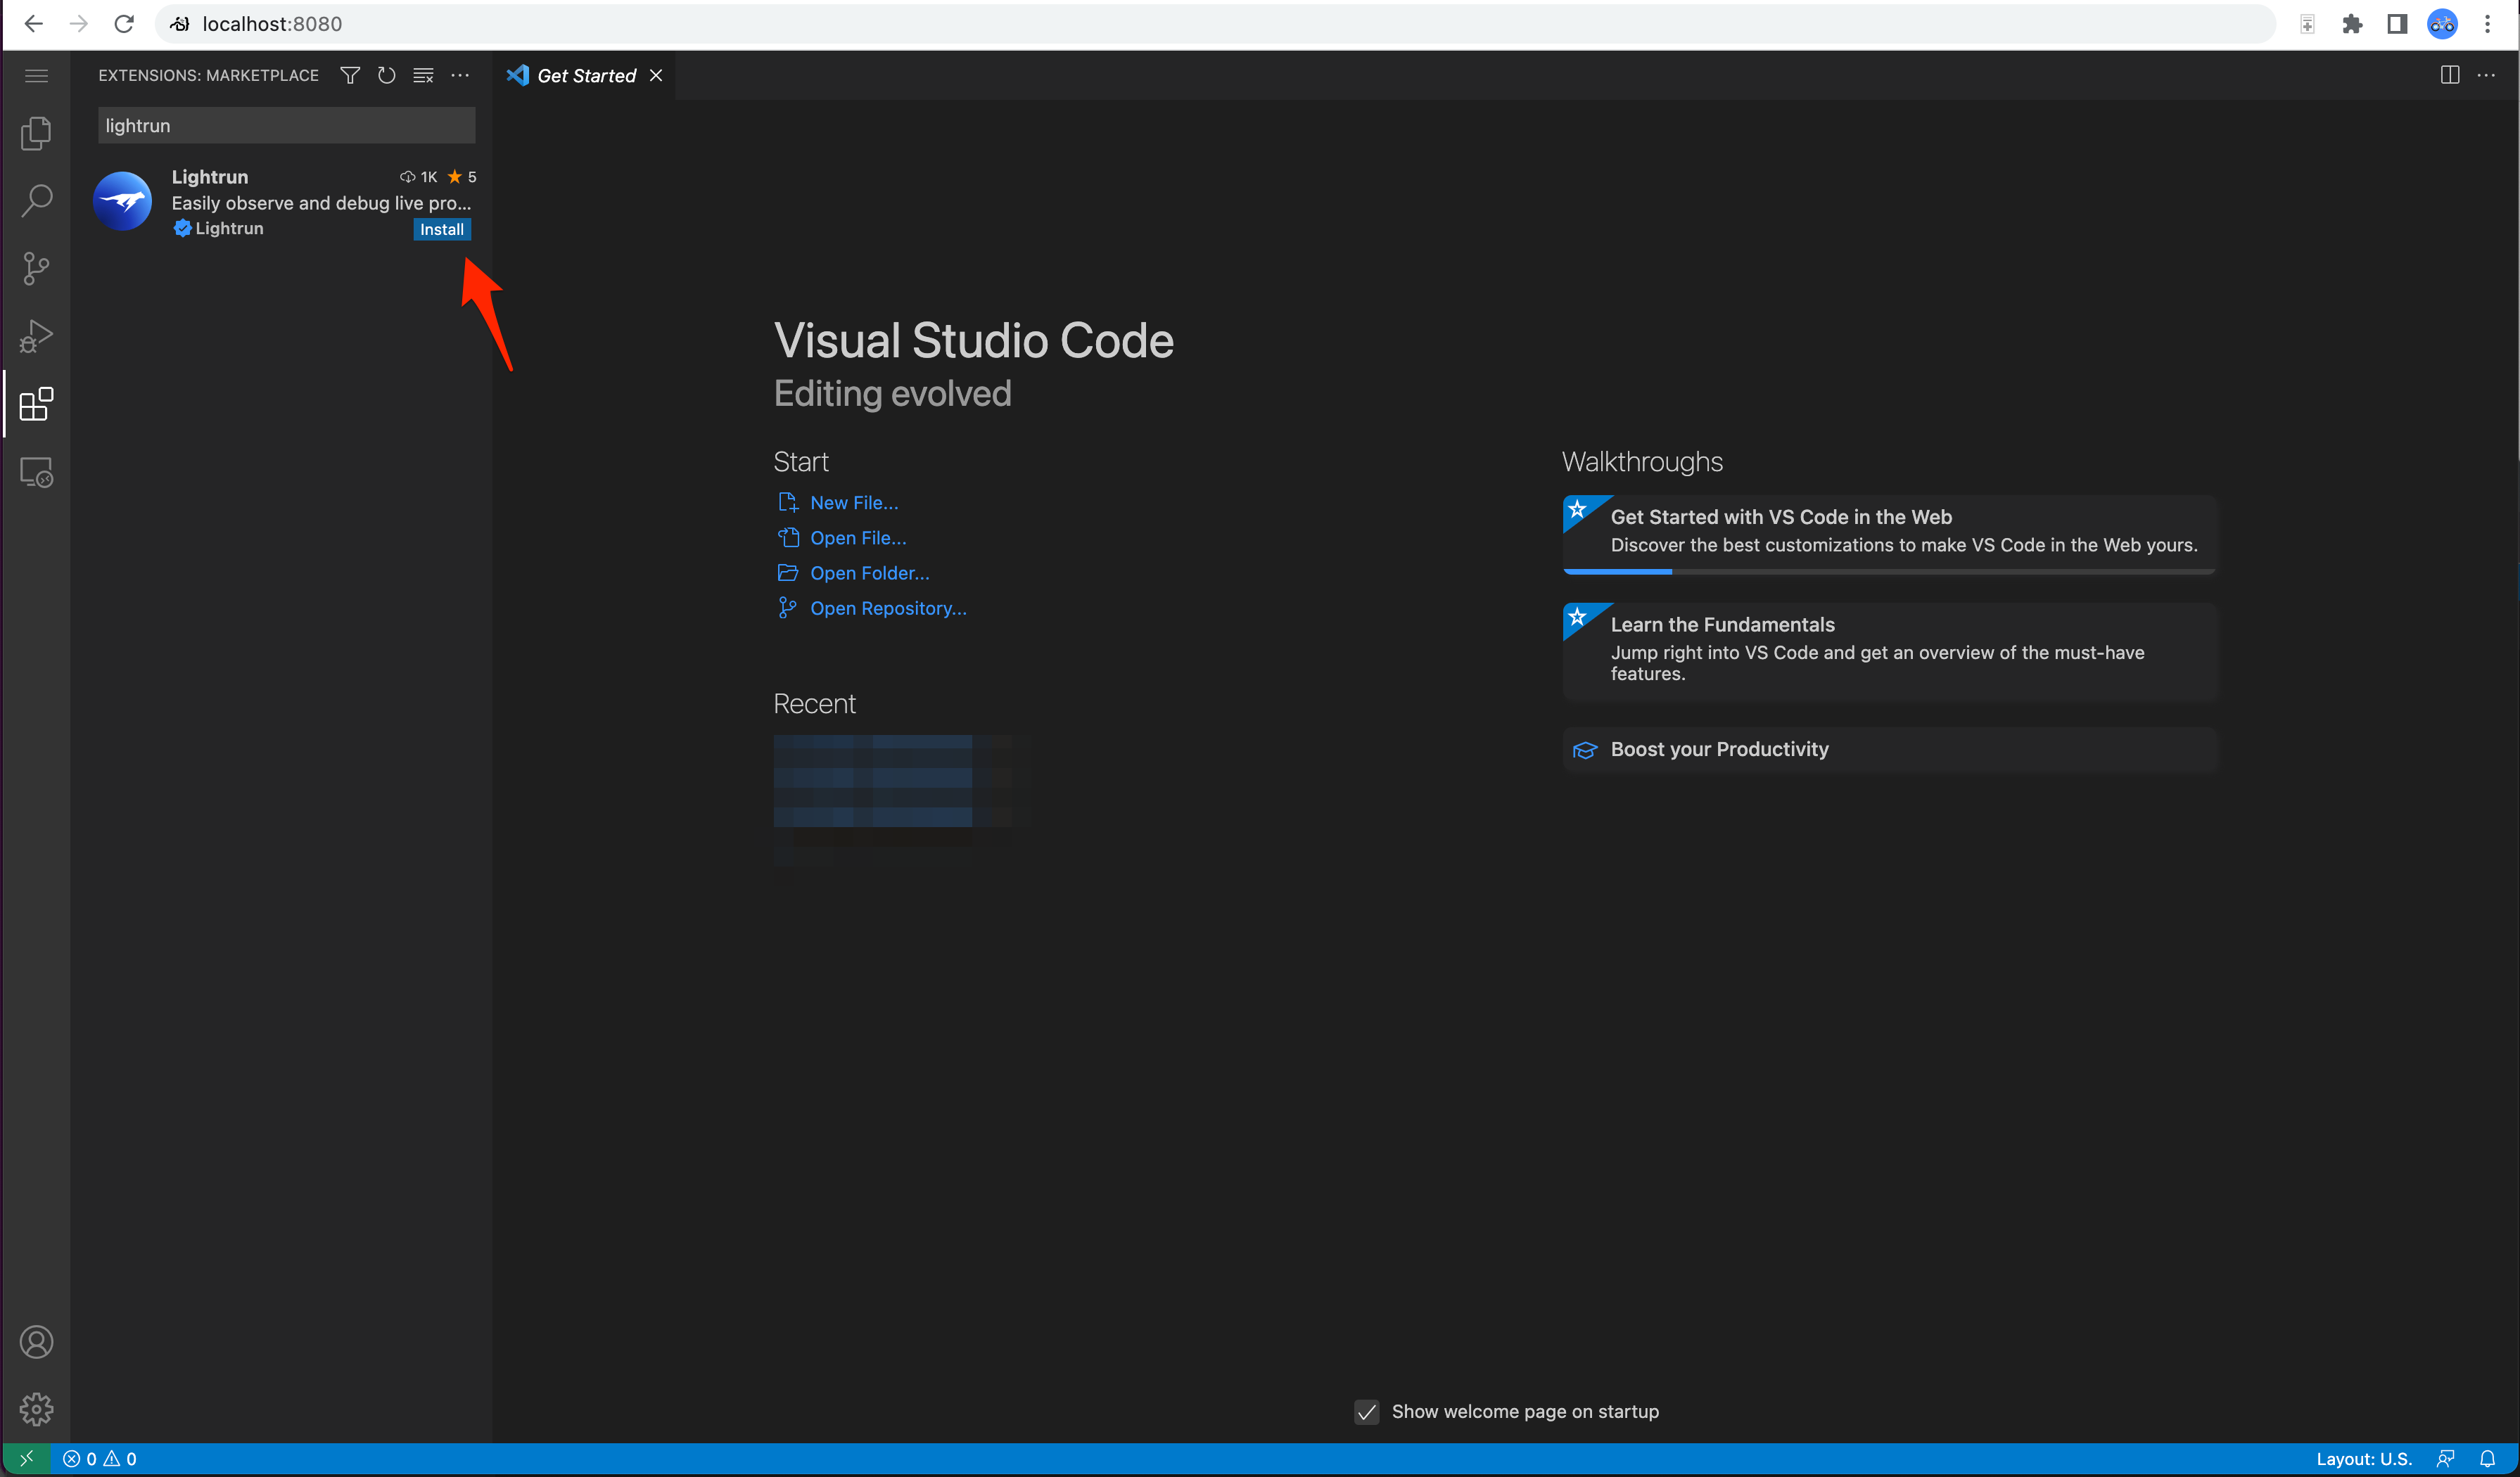 localhost:8080
EXTENSIONS: MARKETPLACE
lightrun
Lightrun
1K
5
Easily observe and debug live pro...
Lightrun
Install
Get Started
Visual Studio Code
Editing evolved
Start
New File...
Open File...
Open Folder...
Open Repository...
Recent
Walkthroughs
Get Started with VS Code in the Web
Discover the best customizations to make VS Code in the Web yours.
Learn the Fundamentals
Jump right into VS Code and get an overview of the must-have
features.
Boost your Productivity
Show welcome page on startup
0
0
Layout: U.S.